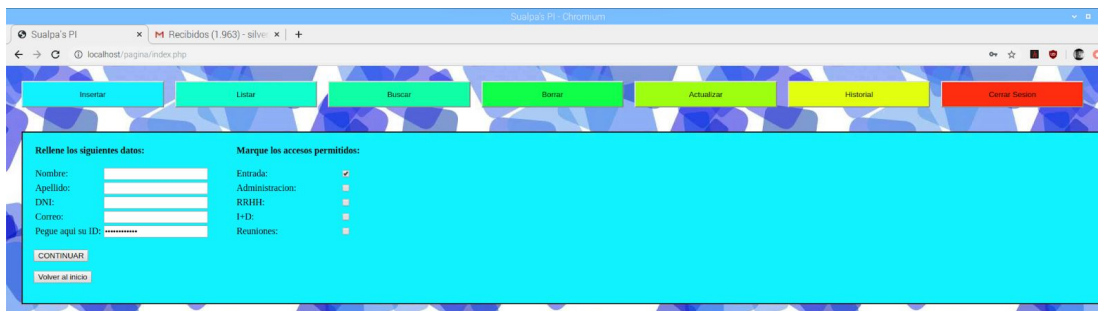 Sualpa's PI - Chromium
Sualpa's PI × M Recibidos (1.963) - silve × +
localhost/pagina/index.php
Insertar Listar Buscar Borrar Actualizar Historial Cerrar Sesion
Rellene los siguientes datos: Marque los accesos permitidos:
Nombre: Entrada:
Apellido: Administracion:
DNI: RRHH:
Correo: I+D:
Pegue aqui su ID: •••••••••••• Reuniones:
CONTINUAR
Volver al inicio